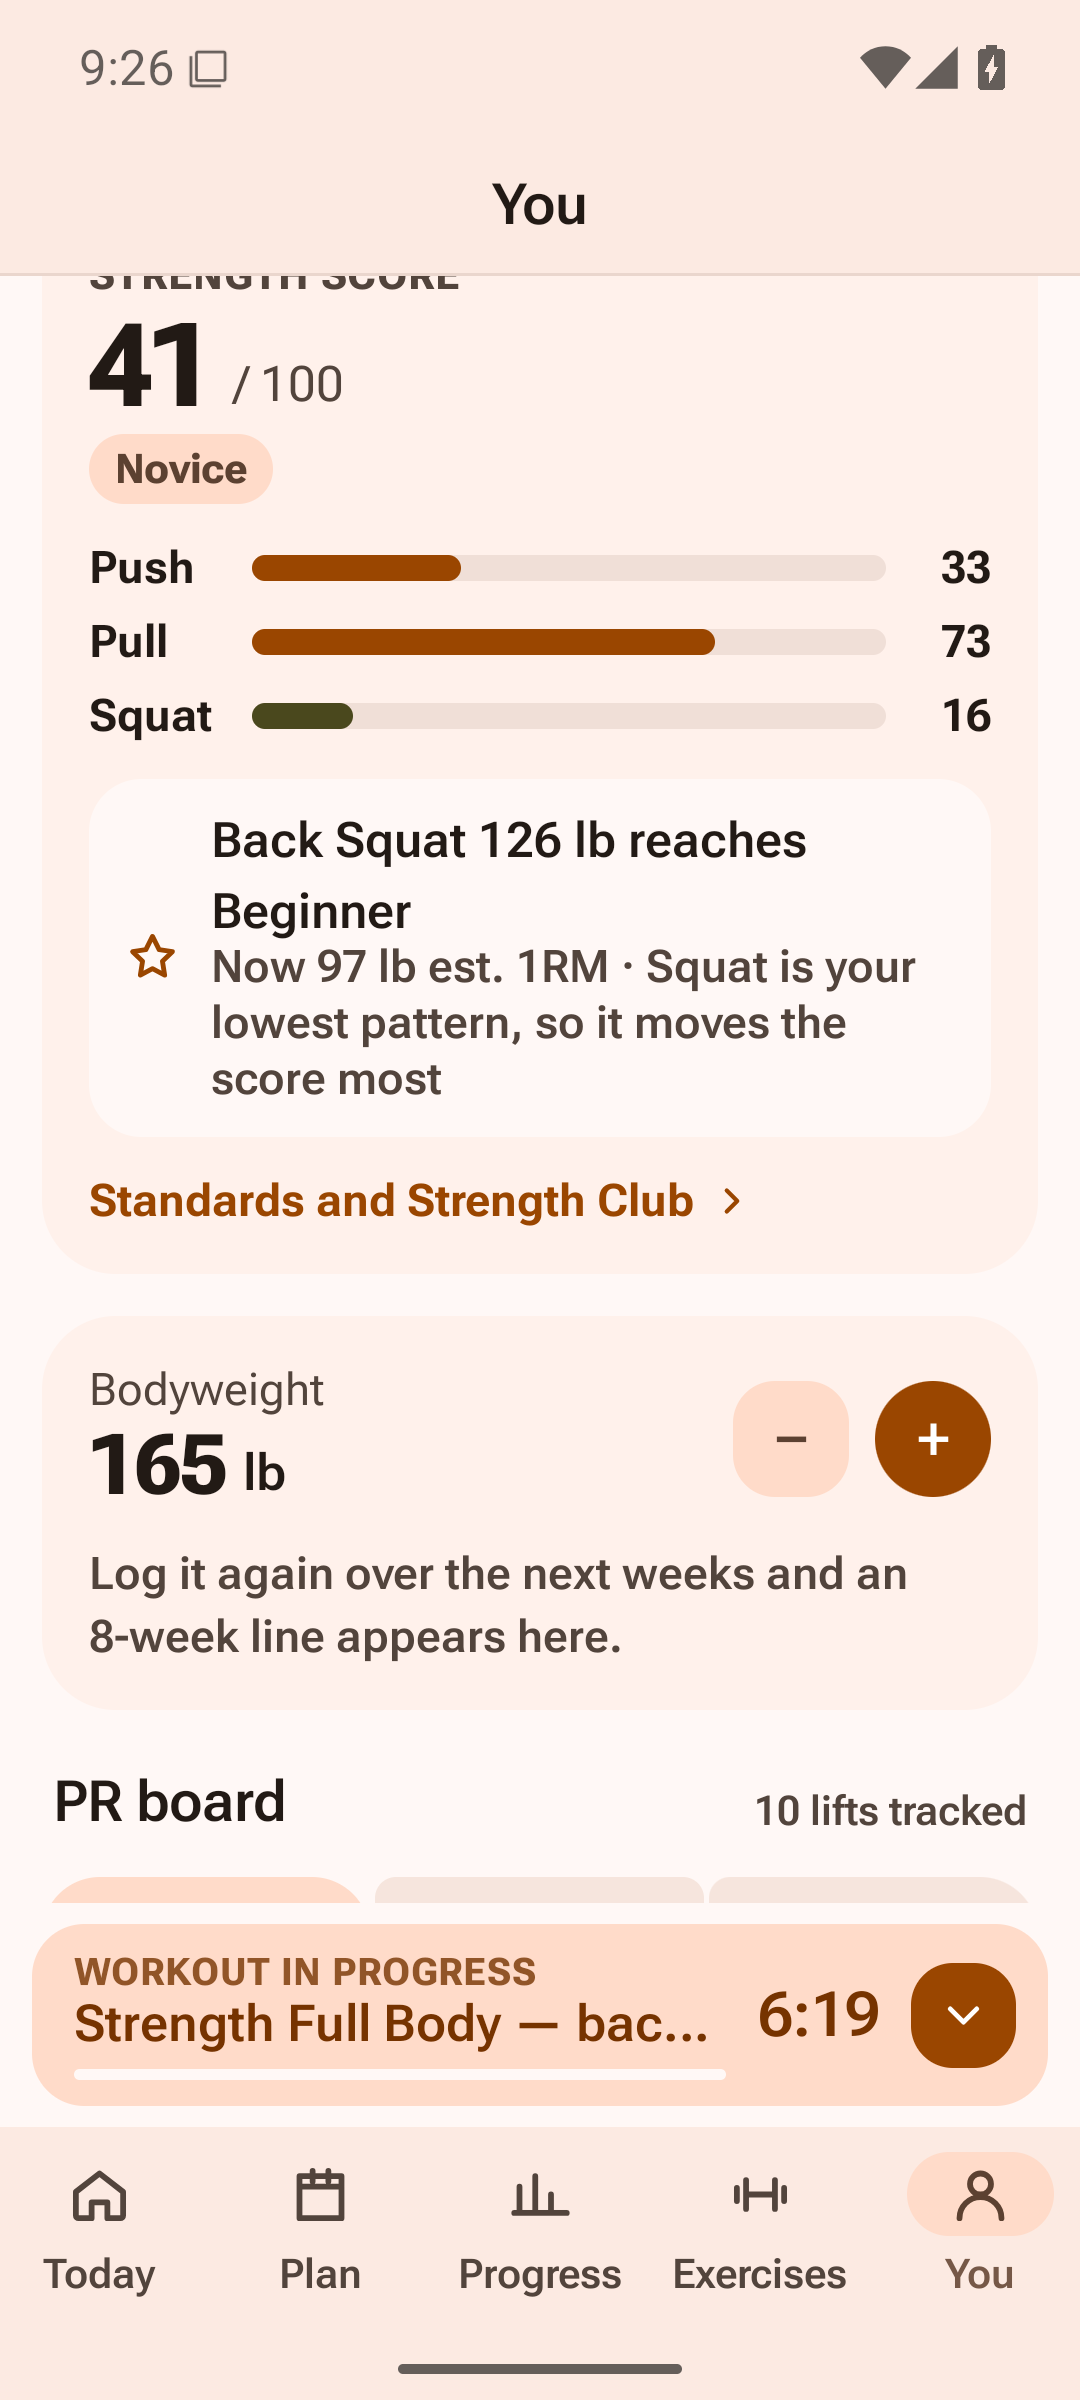 9:26
You
STRENGTH SCORE
41 / 100
Novice
Push 33
Pull 73
Squat 16
Back Squat 126 lb reaches
Beginner
Now 97 lb est. 1RM · Squat is your
lowest pattern, so it moves the
score most
Standards and Strength Club
Bodyweight
165 lb
Log it again over the next weeks and an
8-week line appears here.
PR board
10 lifts tracked
WORKOUT IN PROGRESS
Strength Full Body — bac...
6:19
Today
Plan
Progress
Exercises
You